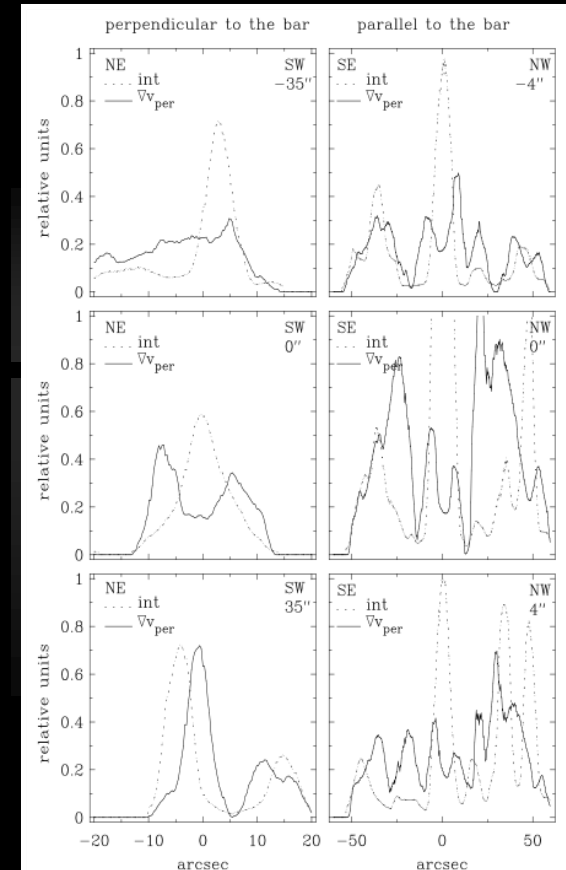 perpendicular to the bar
parallel to the bar
relative units
1
0.8
0.6
0.4
0.2
0
NE SW
int −35"
∇v_per
SE NW
int −4"
∇v_per
relative units
1
0.8
0.6
0.4
0.2
0
NE SW
int 0"
∇v_per
SE NW
int 0"
∇v_per
relative units
1
0.8
0.6
0.4
0.2
0
NE SW
int 35"
∇v_per
SE NW
int 4"
∇v_per
−20 −10 0 10 20
−50 0 50
arcsec
arcsec